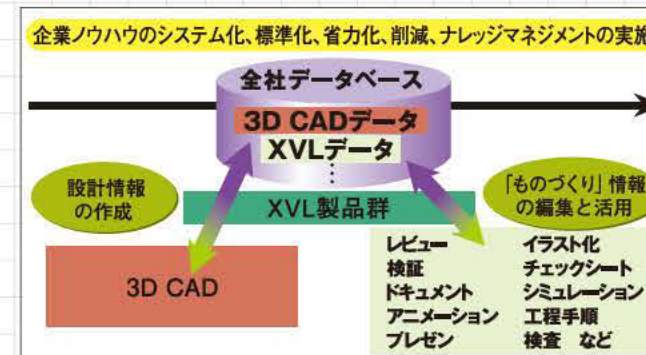 企業ノウハウのシステム化、標準化、省力化、削減、ナレッジマネジメントの実施
全社データベース
3D CADデータ
XVLデータ
⋮
設計情報
の作成
XVL製品群
「ものづくり」情報
の編集と活用
3D CAD
レビュー
検証
ドキュメント
アニメーション
プレゼン
イラスト化
チェックシート
シミュレーション
工程手順
検査 など